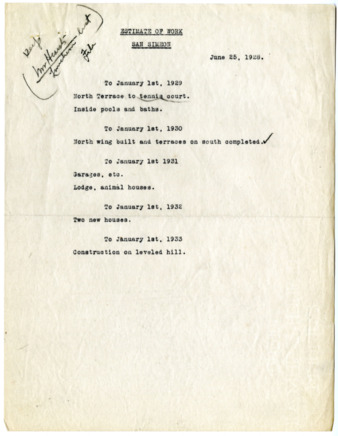 Mr Hearst's
File
ESTIMATE OF WORK
SAN SIMEON
June 25, 1928.
To January 1st, 1929
North Terrace to tennis court.
Inside pools and baths.
To January 1st, 1930
North wing built and terraces on south completed.
To January 1st 1931
Garages, etc.
Lodge, animal houses.
To January 1st, 1932
Two new houses.
To January 1st, 1933
Construction on leveled hill.